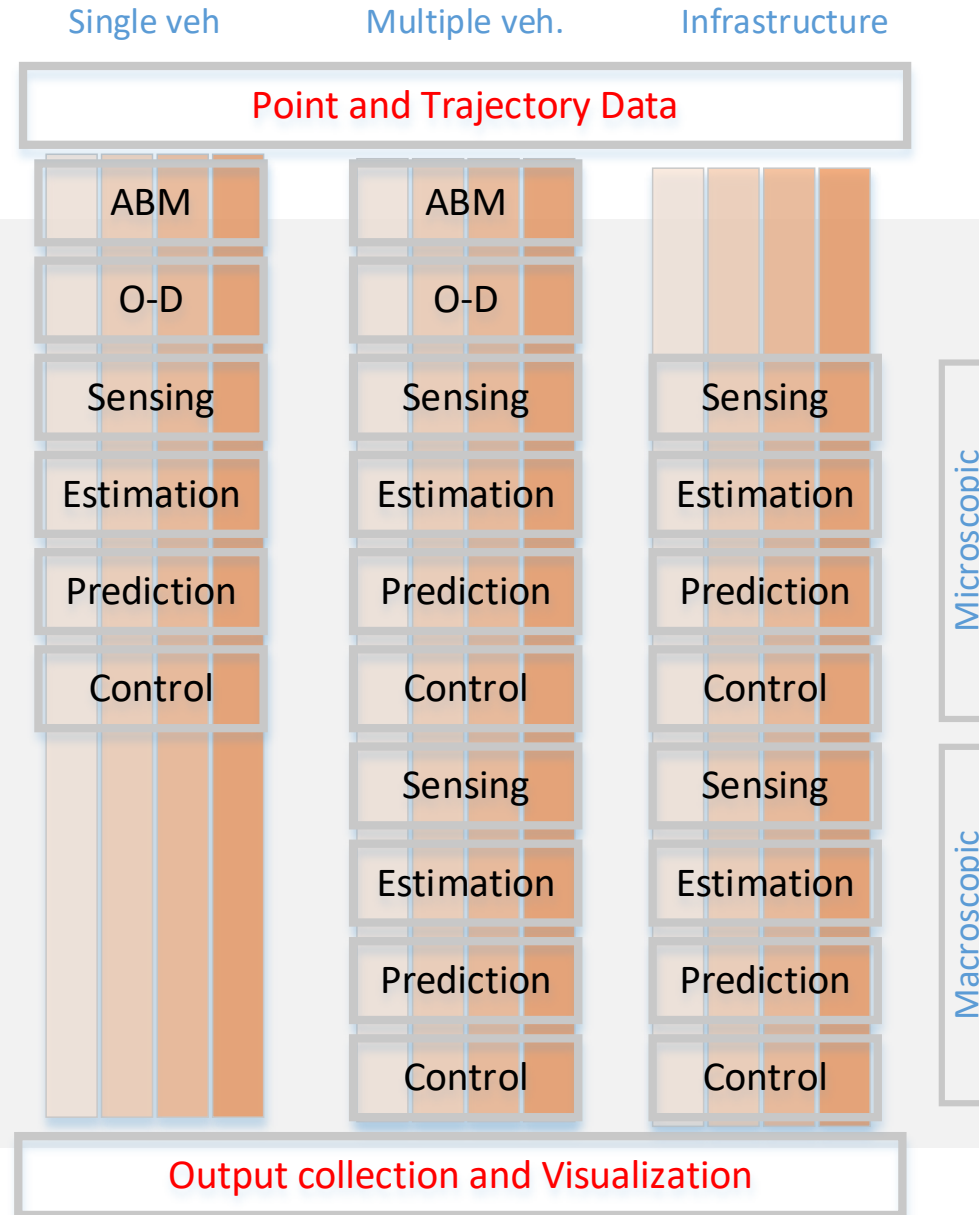 Single veh
Multiple veh.
Infrastructure
Point and Trajectory Data
ABM
ABM
O-D
O-D
Sensing
Sensing
Sensing
Estimation
Estimation
Estimation
Prediction
Prediction
Prediction
Control
Control
Control
Microscopic
Sensing
Sensing
Estimation
Estimation
Prediction
Prediction
Control
Control
Macroscopic
Output collection and Visualization